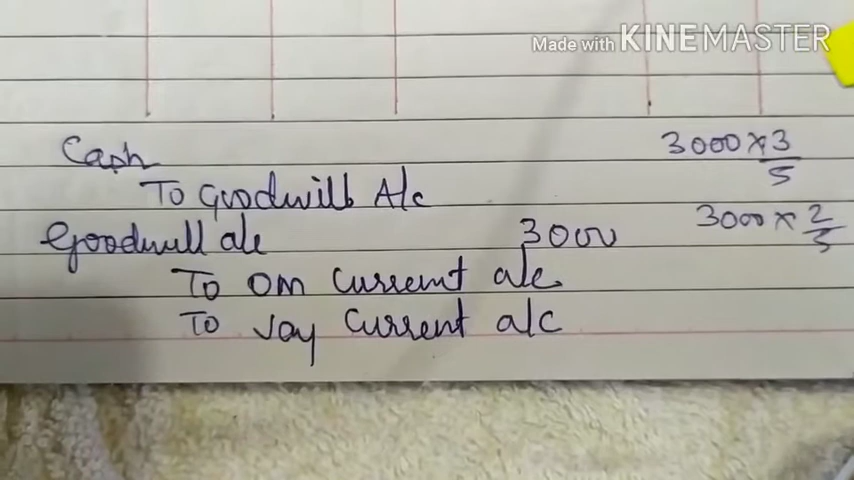 Made with KINEMASTER
Cash
3000 × 3/5
To Goodwill A/c
Goodwill a/c 3000
3000 × 2/5
To Om Current a/c
To Jay Current a/c